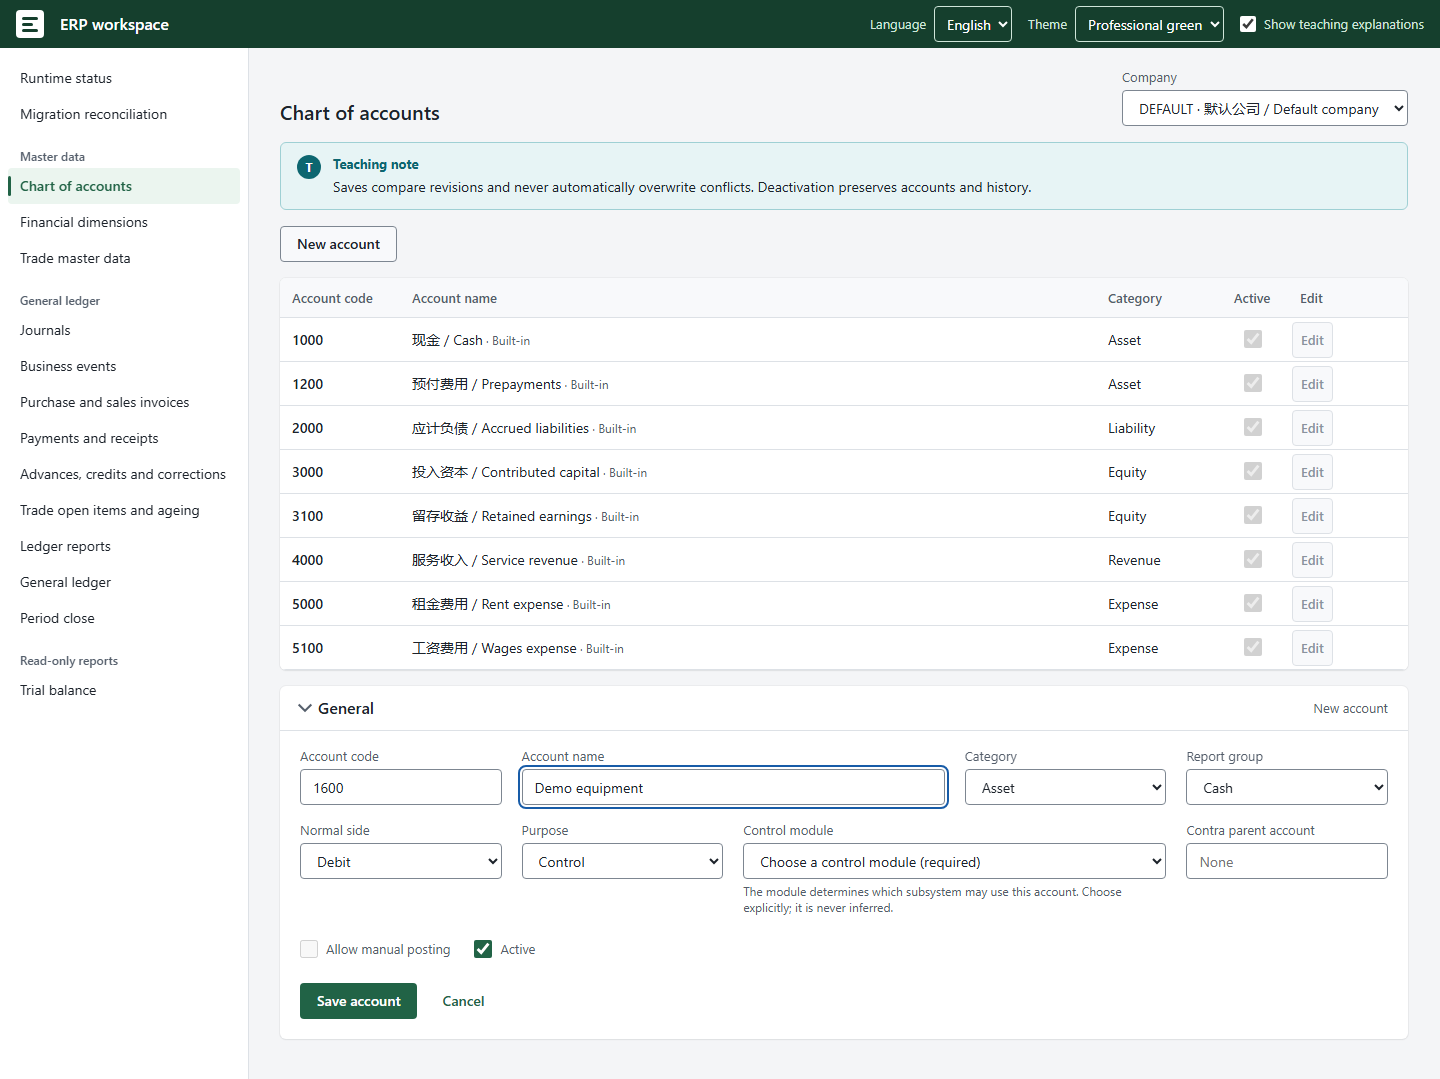 ERP workspace
Language English Theme Professional green Show teaching explanations
Runtime status
Migration reconciliation
Master data
Chart of accounts
Financial dimensions
Trade master data
General ledger
Journals
Business events
Purchase and sales invoices
Payments and receipts
Advances, credits and corrections
Trade open items and ageing
Ledger reports
General ledger
Period close
Read-only reports
Trial balance
Company
Chart of accounts
DEFAULT · 默认公司 / Default company
T
Teaching note
Saves compare revisions and never automatically overwrite conflicts. Deactivation preserves accounts and history.
New account
Account code Account name Category Active Edit
1000 现金 / Cash · Built-in Asset Edit
1200 预付费用 / Prepayments · Built-in Asset Edit
2000 应计负债 / Accrued liabilities · Built-in Liability Edit
3000 投入资本 / Contributed capital · Built-in Equity Edit
3100 留存收益 / Retained earnings · Built-in Equity Edit
4000 服务收入 / Service revenue · Built-in Revenue Edit
5000 租金费用 / Rent expense · Built-in Expense Edit
5100 工资费用 / Wages expense · Built-in Expense Edit
General New account
Account code Account name Category Report group
1600 Demo equipment Asset Cash
Normal side Purpose Control module Contra parent account
Debit Control Choose a control module (required) None
The module determines which subsystem may use this account. Choose
explicitly; it is never inferred.
Allow manual posting Active
Save account Cancel